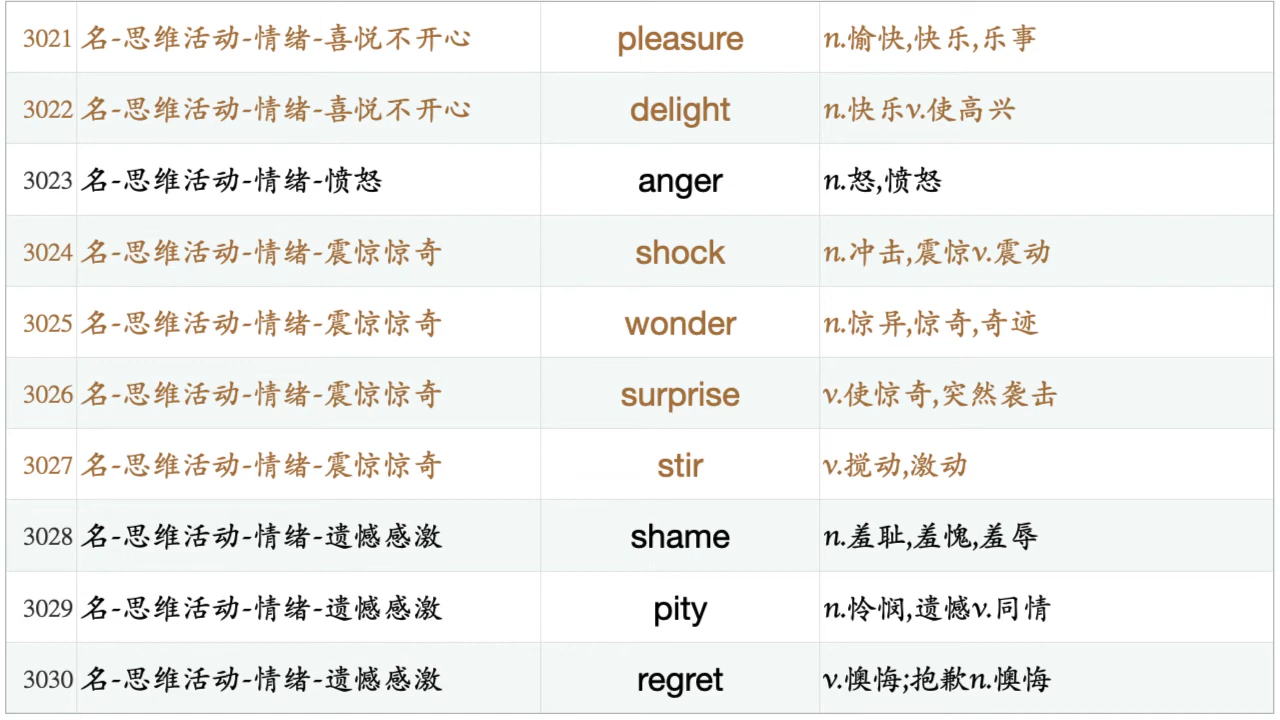 3021 名-思维活动-情绪-喜悦不开心 pleasure n.愉快,快乐,乐事
3022 名-思维活动-情绪-喜悦不开心 delight n.快乐v.使高兴
3023 名-思维活动-情绪-愤怒 anger n.怒,愤怒
3024 名-思维活动-情绪-震惊惊奇 shock n.冲击,震惊v.震动
3025 名-思维活动-情绪-震惊惊奇 wonder n.惊异,惊奇,奇迹
3026 名-思维活动-情绪-震惊惊奇 surprise v.使惊奇,突然袭击
3027 名-思维活动-情绪-震惊惊奇 stir v.搅动,激动
3028 名-思维活动-情绪-遗憾感激 shame n.羞耻,羞愧,羞辱
3029 名-思维活动-情绪-遗憾感激 pity n.怜悯,遗憾v.同情
3030 名-思维活动-情绪-遗憾感激 regret v.懊悔;抱歉n.懊悔